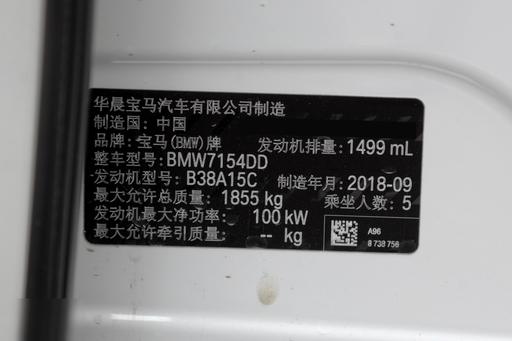 华晨宝马汽车有限公司制造
制造国: 中国
品牌: 宝马(BMW)牌 发动机排量: 1499 mL
整车型号: BMW7154DD
发动机型号: B38A15C 制造年月: 2018-09
最大允许总质量: 1855 kg 乘坐人数: 5
发动机最大净功率: 100 kW
最大允许牵引质量: -- kg
A96
8 738 756